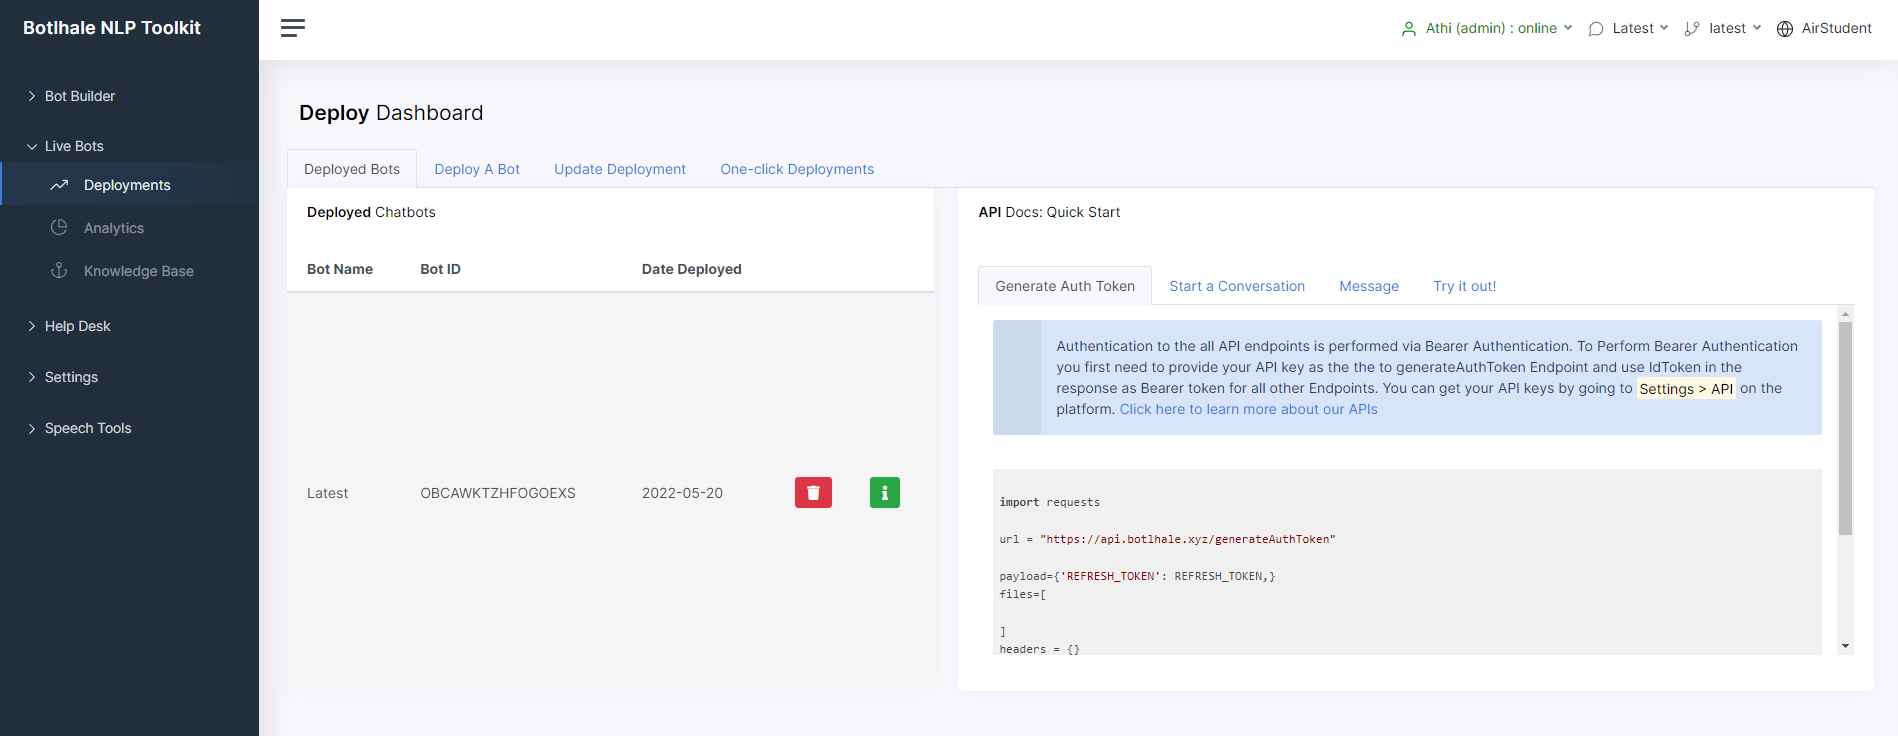 Botlhale NLP Toolkit
Athi (admin) : online
Latest
latest
AirStudent
Bot Builder
Live Bots
Deployments
Analytics
Knowledge Base
Help Desk
Settings
Speech Tools
Deploy Dashboard
Deployed Bots
Deploy A Bot
Update Deployment
One-click Deployments
Deployed Chatbots
Bot Name Bot ID Date Deployed
Latest OBCAWKTZHFOGOEXS 2022-05-20
API Docs: Quick Start
Generate Auth Token
Start a Conversation
Message
Try it out!
Authentication to the all API endpoints is performed via Bearer Authentication. To Perform Bearer Authentication
you first need to provide your API key as the the to generateAuthToken Endpoint and use IdToken in the
response as Bearer token for all other Endpoints. You can get your API keys by going to Settings > API on the
platform. Click here to learn more about our APIs
import requests
url = "https://api.botlhale.xyz/generateAuthToken"
payload={'REFRESH_TOKEN': REFRESH_TOKEN,}
files=[
]
headers = {}